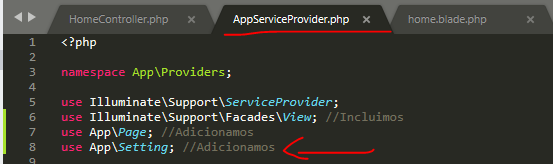 HomeController.php × AppServiceProvider.php × home.blade.php
1 <?php
2
3 namespace App\Providers;
4
5 use Illuminate\Support\ServiceProvider;
6 use Illuminate\Support\Facades\View; //Incluimos
7 use App\Page; //Adicionamos
8 use App\Setting; //Adicionamos
9